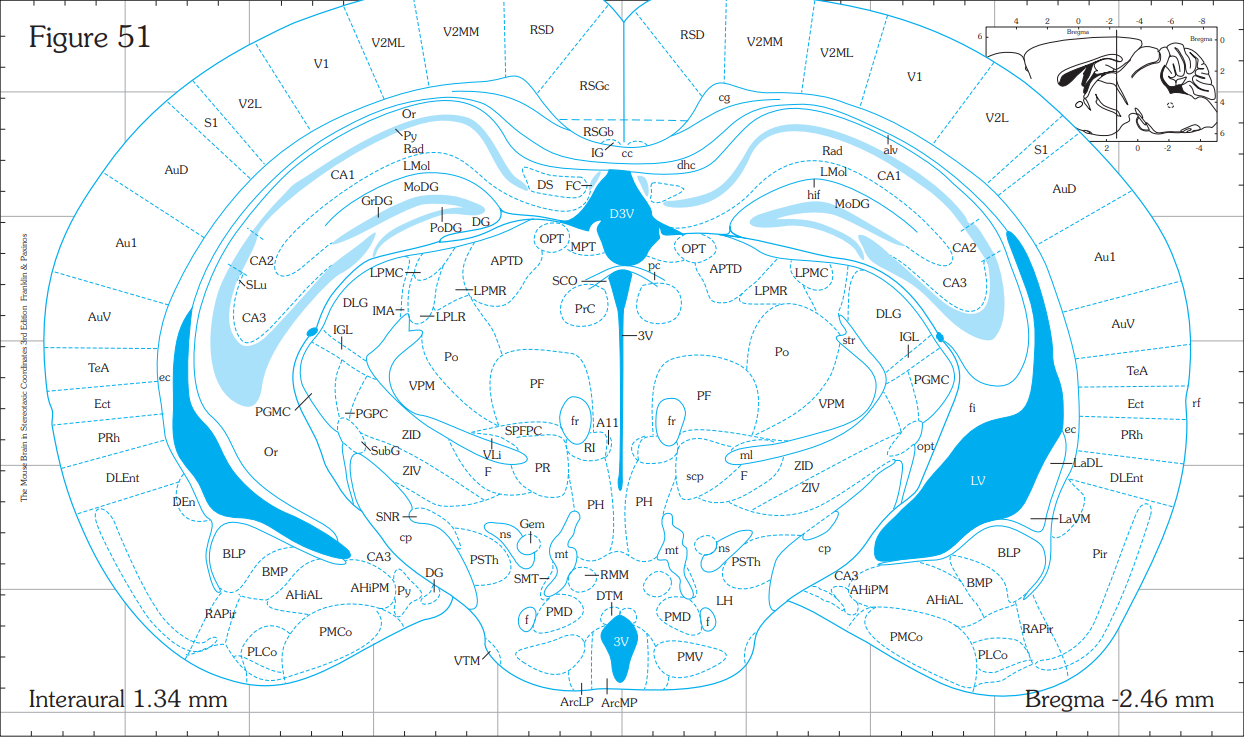 Figure 51
V2ML V2MM RSD RSD V2MM V2ML
V1 V1
V2L RSGc V2L
cg
S1 Or RSGb S1
Py IG cc alv
Rad dhc Rad
AuD CA1 LMol LMol CA1 AuD
MoDG DS FC hif MoDG
GrDG
PoDG DG D3V
Au1 OPT MPT OPT CA2 Au1
CA2 APTD pc APTD
LPMC SCO LPMC CA3
SLu LPMR LPMR
DLG PrC DLG
CA3 IMA LPLR
AuV IGL 3V str IGL AuV
Po Po
TeA VPM PF PF PGMC TeA
ec
Ect PGMC PGPC fr A11 fr VPM fi Ect rf
PRh ZID SPFPC RI ec PRh
Or SubG VLi ml opt
ZIV F PR scp F ZID LaDL
DLEnt ZIV LV DLEnt
DEn PH PH
SNR LaVM
Gem
cp ns ns cp
BLP CA3 PSTh mt mt PSTh BLP Pir
BMP DG SMT RMM CA3 BMP
AHiAL AHiPM Py DTM LH AHiPM AHiAL
RAPir f PMD PMD f RAPir
PMCo 3V PMCo
PLCo VTM PMV PLCo
ArcLP ArcMP
Interaural 1.34 mm
Bregma -2.46 mm
The Mouse Brain in Stereotaxic Coordinates 3rd Edition Franklin & Paxinos
4 2 0 -2 -4 -6 -8
Bregma
6 Bregma 0
2
4
6
2 0 -2 -4